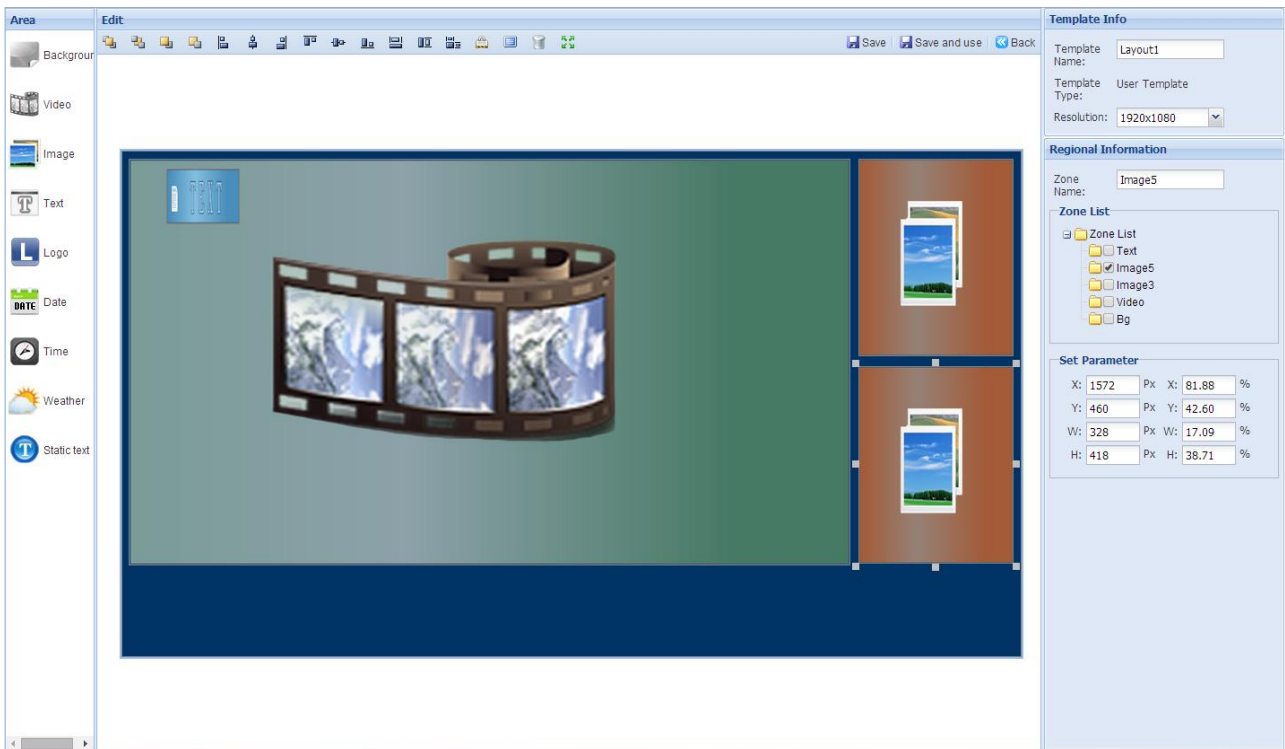 Area
Edit
Template Info
Backgrour
Video
Image
Text
Logo
DATE
Date
Time
Weather
Static text
Save
Save and use
Back
TEXT
Template Name:
Layout1
Template Type:
User Template
Resolution:
1920x1080
Regional Information
Zone Name:
Image5
Zone List
Zone List
Text
Image5
Image3
Video
Bg
Set Parameter
X: 1572 Px X: 81.88 %
Y: 460 Px Y: 42.60 %
W: 328 Px W: 17.09 %
H: 418 Px H: 38.71 %